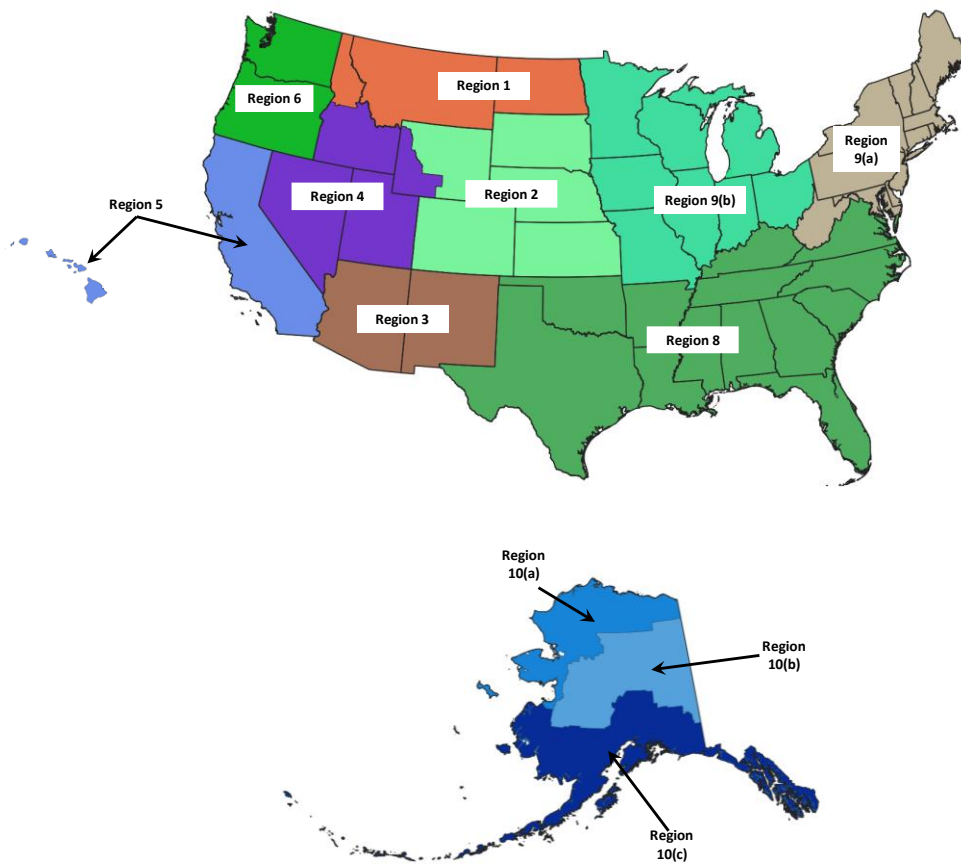 Region 1
Region 6
Region
9(a)
Region 2
Region 4
Region 9(b)
Region 5
Region 3
Region 8
Region
10(a)
Region
10(b)
Region
10(c)